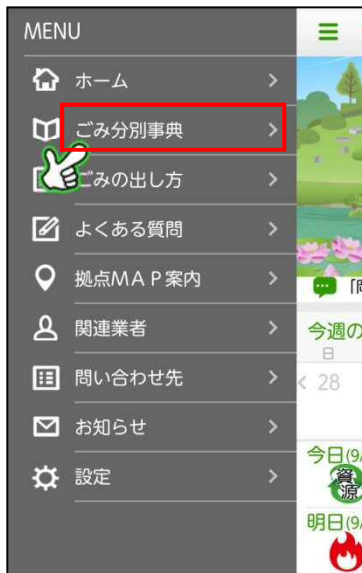 MENU
ホーム
ごみ分別事典
ごみの出し方
よくある質問
拠点MAP案内
関連業者
問い合わせ先
お知らせ
設定
今週の
日
28
今日(9/
資源
明日(9/